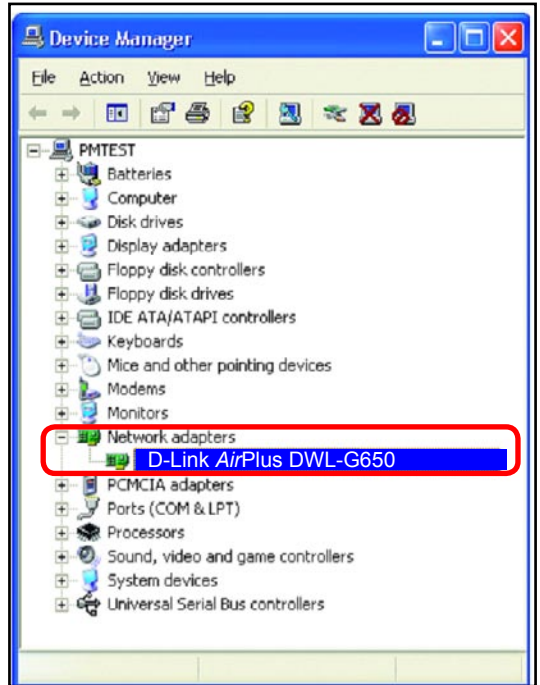 Device Manager
File Action View Help
PMTEST
Batteries
Computer
Disk drives
Display adapters
Floppy disk controllers
Floppy disk drives
IDE ATA/ATAPI controllers
Keyboards
Mice and other pointing devices
Modems
Monitors
Network adapters
D-Link AirPlus DWL-G650
PCMCIA adapters
Ports (COM & LPT)
Processors
Sound, video and game controllers
System devices
Universal Serial Bus controllers